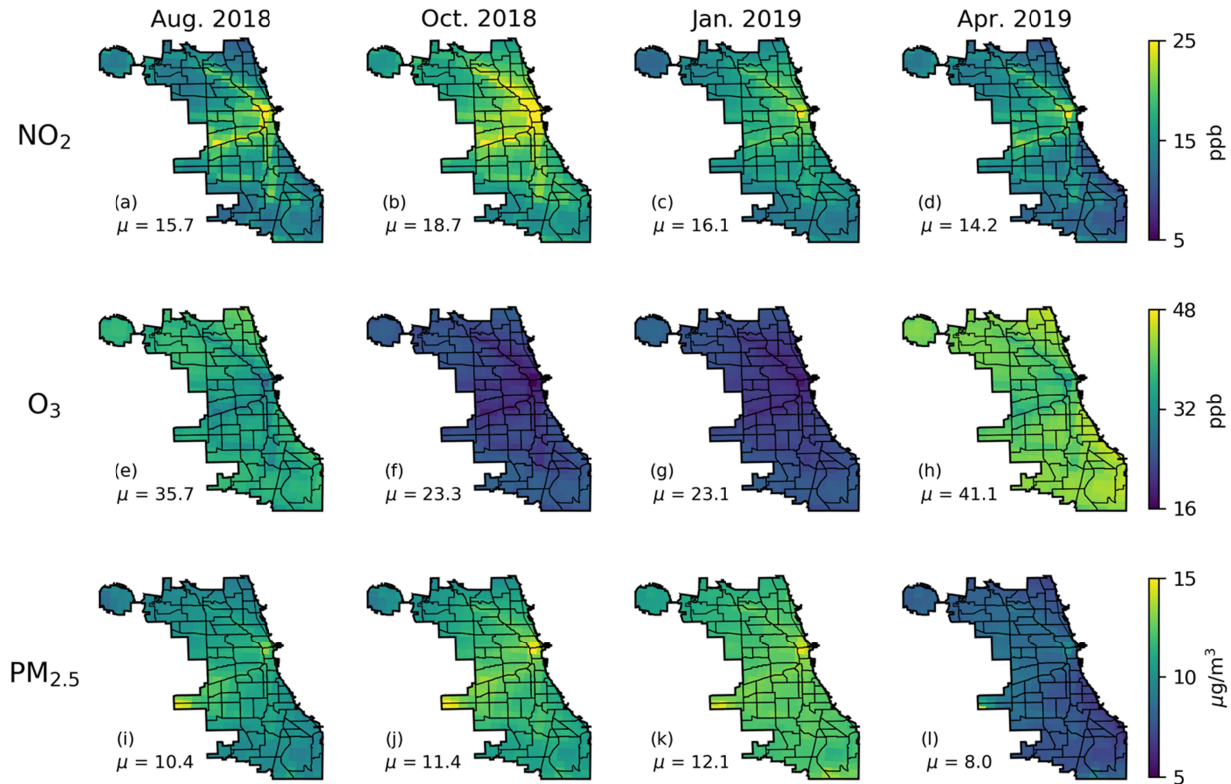 Aug. 2018 Oct. 2018 Jan. 2019 Apr. 2019
NO₂
(a)
μ = 15.7
(b)
μ = 18.7
(c)
μ = 16.1
(d)
μ = 14.2
25
15
5
ppb
O₃
(e)
μ = 35.7
(f)
μ = 23.3
(g)
μ = 23.1
(h)
μ = 41.1
48
32
16
ppb
PM₂.₅
(i)
μ = 10.4
(j)
μ = 11.4
(k)
μ = 12.1
(l)
μ = 8.0
15
10
5
μg/m³